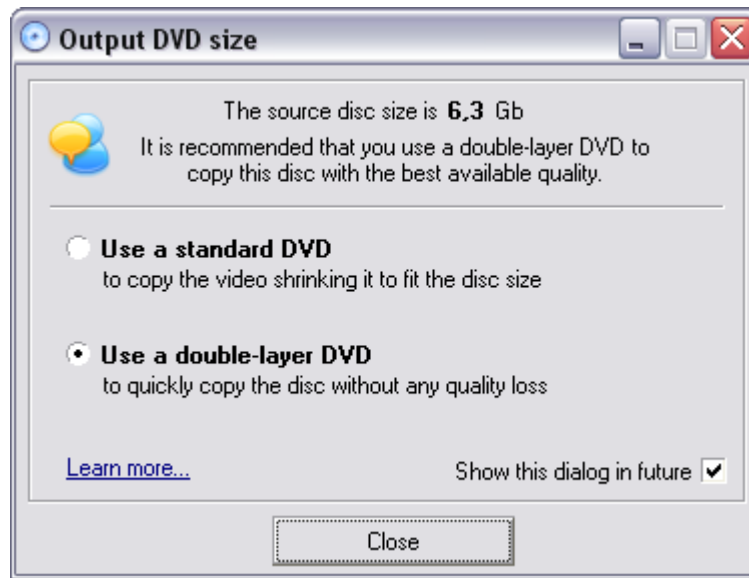 Output DVD size
The source disc size is 6,3 Gb
It is recommended that you use a double-layer DVD to
copy this disc with the best available quality.
Use a standard DVD
to copy the video shrinking it to fit the disc size
Use a double-layer DVD
to quickly copy the disc without any quality loss
Learn more... Show this dialog in future
Close